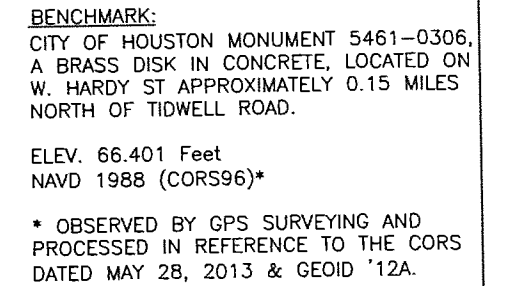 BENCHMARK:
CITY OF HOUSTON MONUMENT 5461-0306,
A BRASS DISK IN CONCRETE, LOCATED ON
W. HARDY ST APPROXIMATELY 0.15 MILES
NORTH OF TIDWELL ROAD.
ELEV. 66.401 Feet
NAVD 1988 (CORS96)*
* OBSERVED BY GPS SURVEYING AND
PROCESSED IN REFERENCE TO THE CORS
DATED MAY 28, 2013 & GEOID '12A.